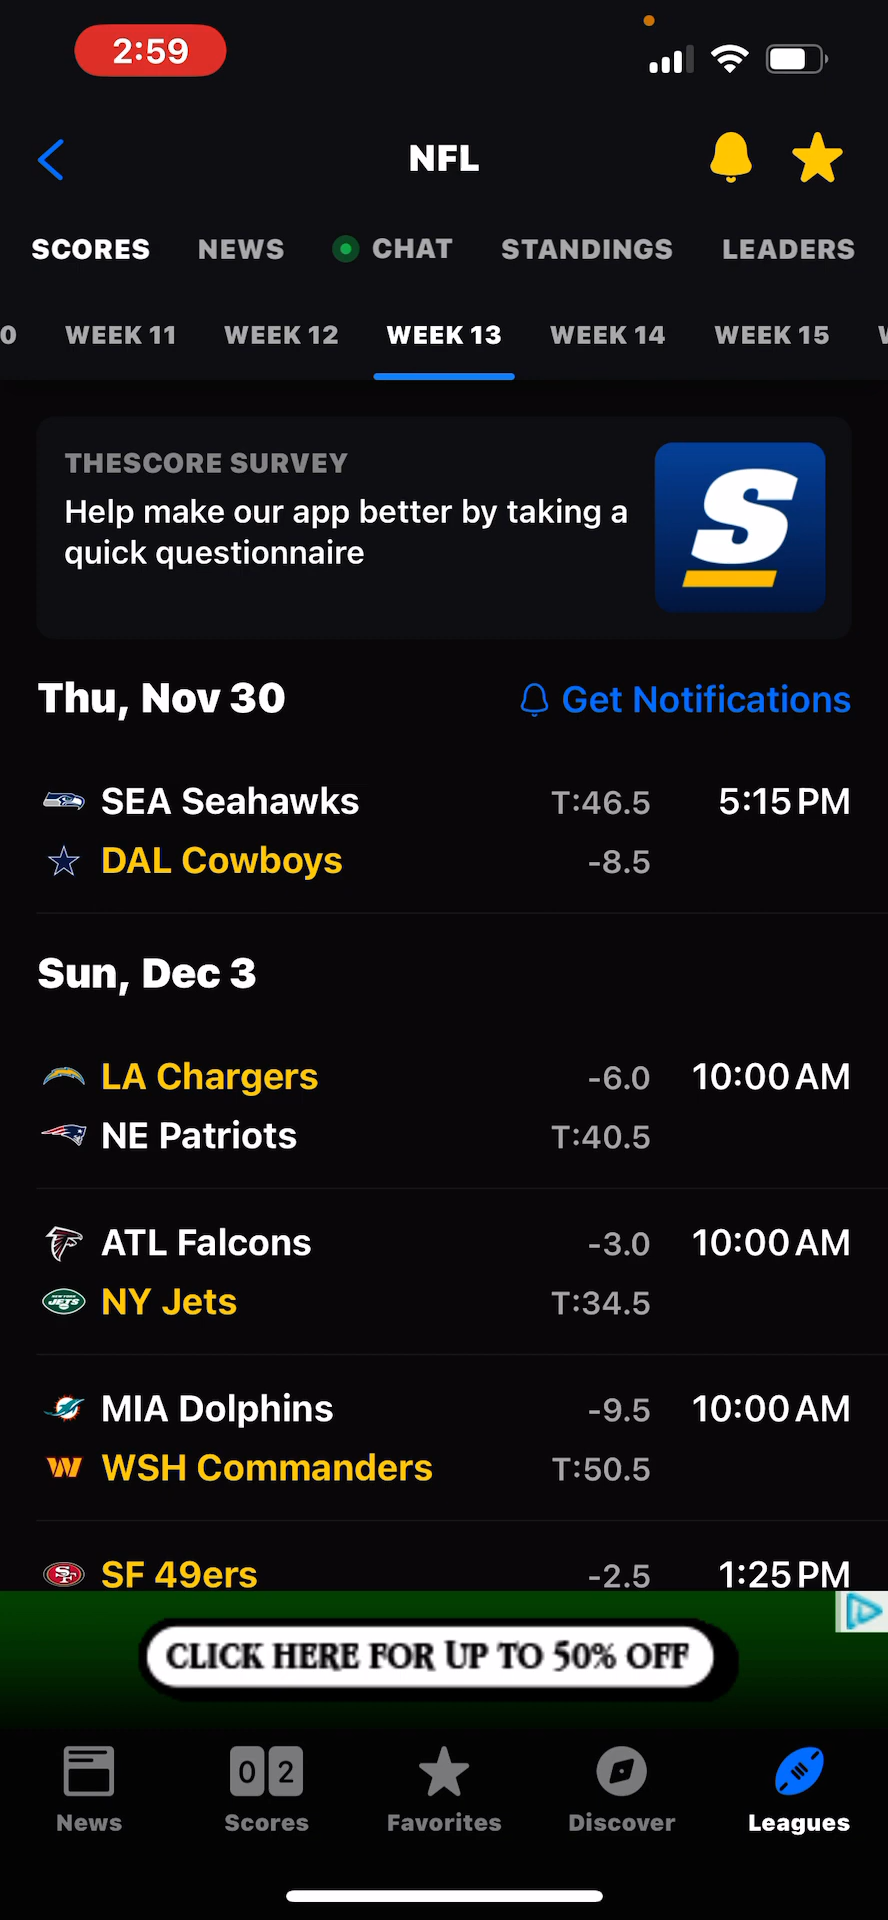 2:59
NFL
SCORES NEWS CHAT STANDINGS LEADERS
0 WEEK 11 WEEK 12 WEEK 13 WEEK 14 WEEK 15
THESCORE SURVEY
Help make our app better by taking a
quick questionnaire
S
Thu, Nov 30 Get Notifications
SEA Seahawks T:46.5 5:15 PM
DAL Cowboys -8.5
Sun, Dec 3
LA Chargers -6.0 10:00 AM
NE Patriots T:40.5
ATL Falcons -3.0 10:00 AM
NY Jets T:34.5
MIA Dolphins -9.5 10:00 AM
WSH Commanders T:50.5
SF 49ers -2.5 1:25 PM
CLICK HERE FOR UP TO 50% OFF
0 2
News Scores Favorites Discover Leagues